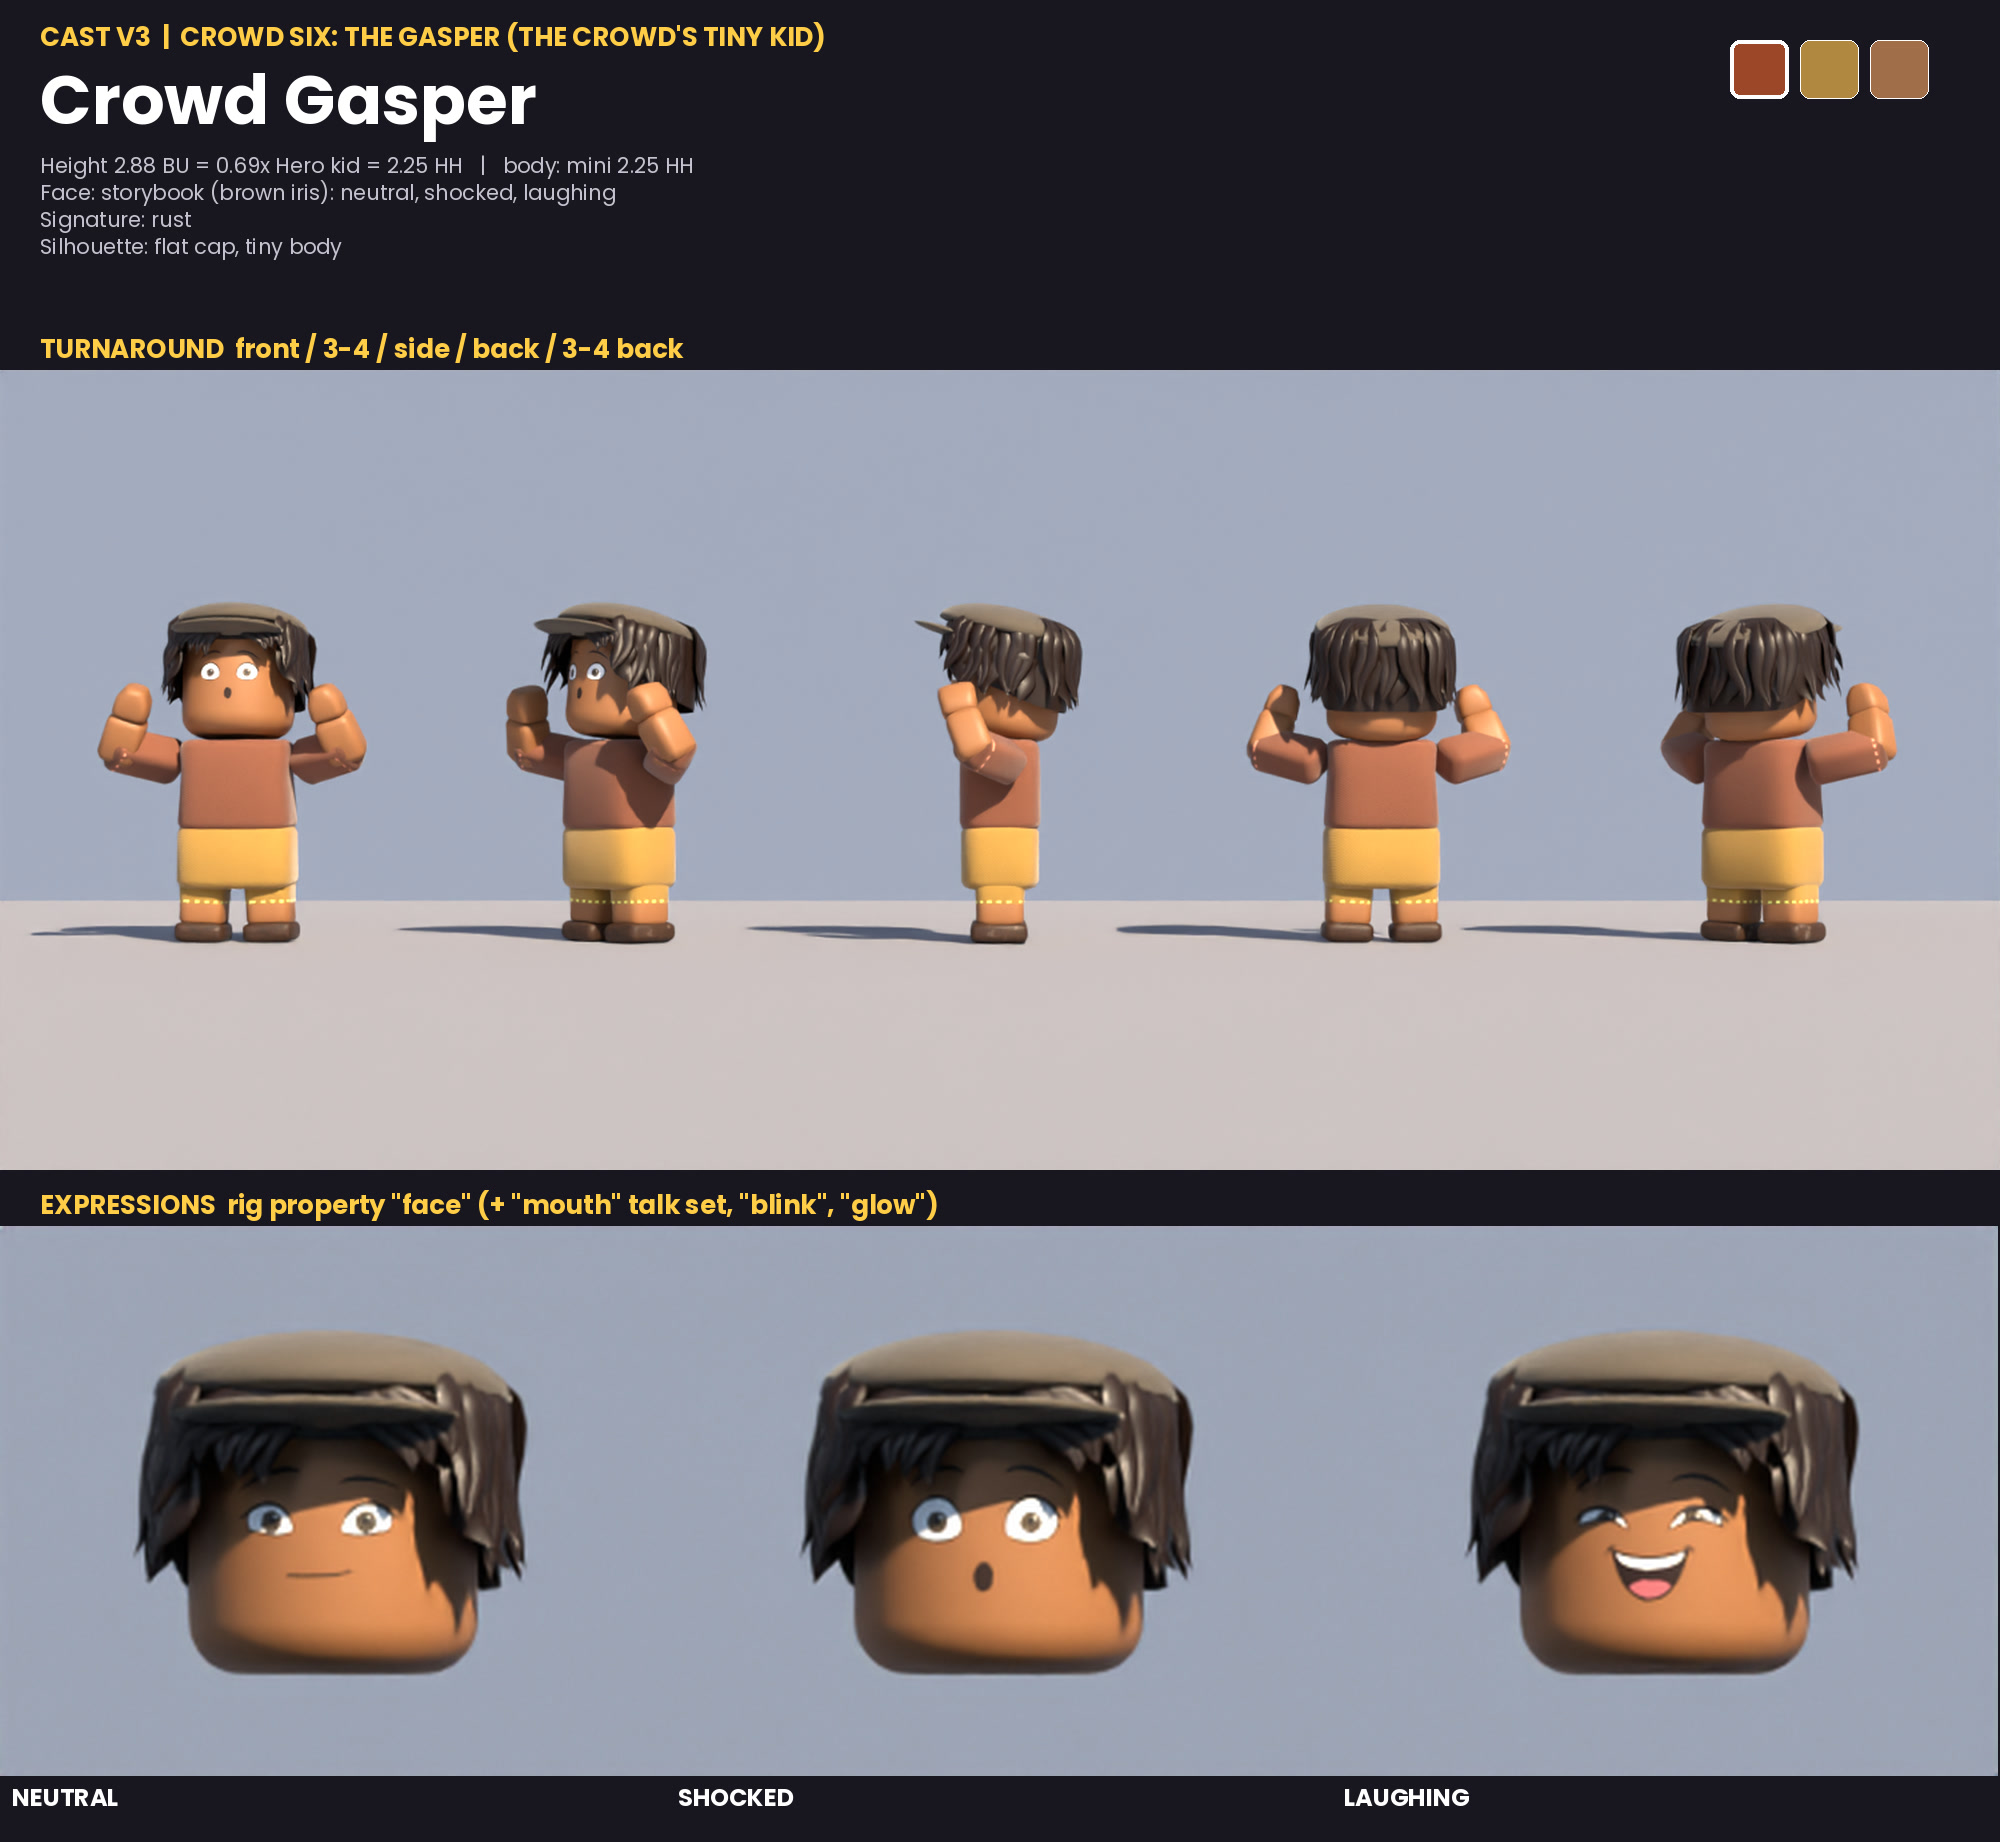 CAST V3 | CROWD SIX: THE GASPER (THE CROWD'S TINY KID)
Crowd Gasper
Height 2.88 BU = 0.69x Hero kid = 2.25 HH | body: mini 2.25 HH
Face: storybook (brown iris): neutral, shocked, laughing
Signature: rust
Silhouette: flat cap, tiny body
TURNAROUND front / 3-4 / side / back / 3-4 back
EXPRESSIONS rig property "face" (+ "mouth" talk set, "blink", "glow")
NEUTRAL
SHOCKED
LAUGHING